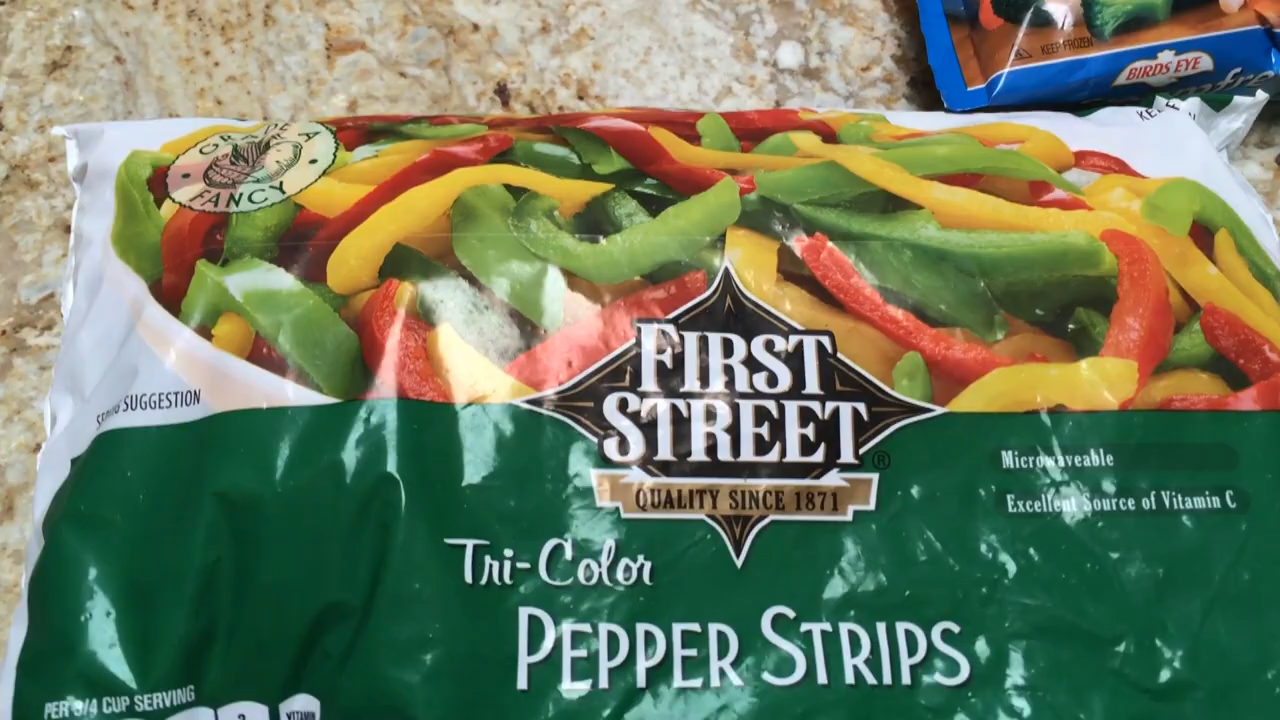 KEEP FROZEN
BIRDS EYE
GRADE A
FANCY
SUGGESTION
FIRST
STREET
®
QUALITY SINCE 1871
Microwaveable
Excellent Source of Vitamin C
Tri-Color
PEPPER STRIPS
PER 3/4 CUP SERVING
VITAMIN